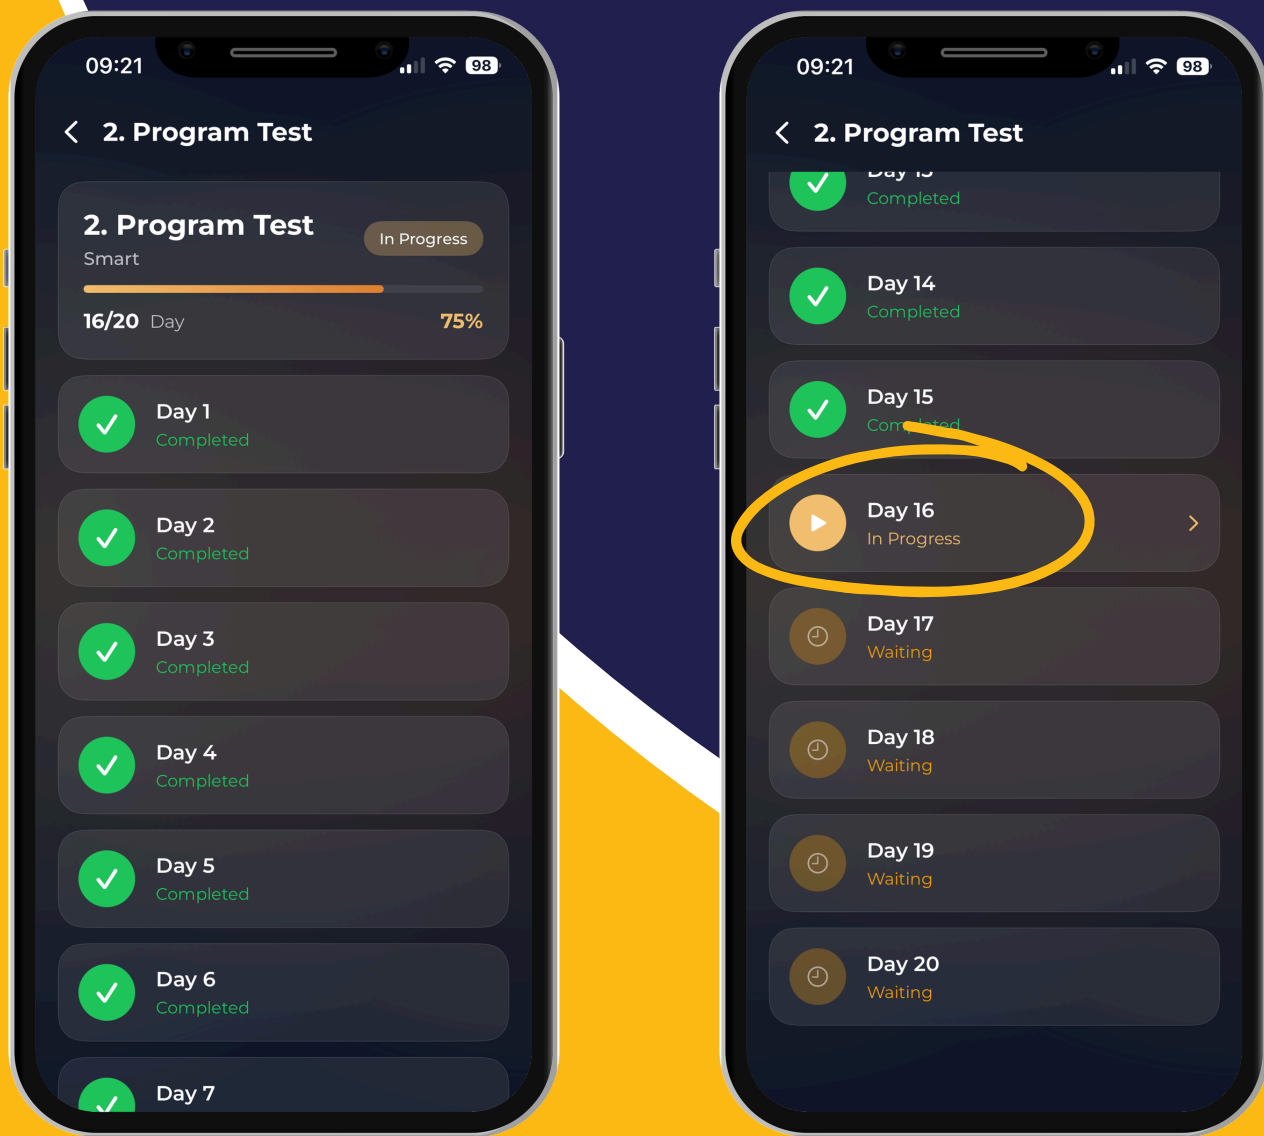 09:21
98
2. Program Test
2. Program Test
In Progress
Smart
16/20 Day
75%
Day 1
Completed
Day 2
Completed
Day 3
Completed
Day 4
Completed
Day 5
Completed
Day 6
Completed
Day 7
09:21
98
2. Program Test
Day 13
Completed
Day 14
Completed
Day 15
Completed
Day 16
In Progress
Day 17
Waiting
Day 18
Waiting
Day 19
Waiting
Day 20
Waiting